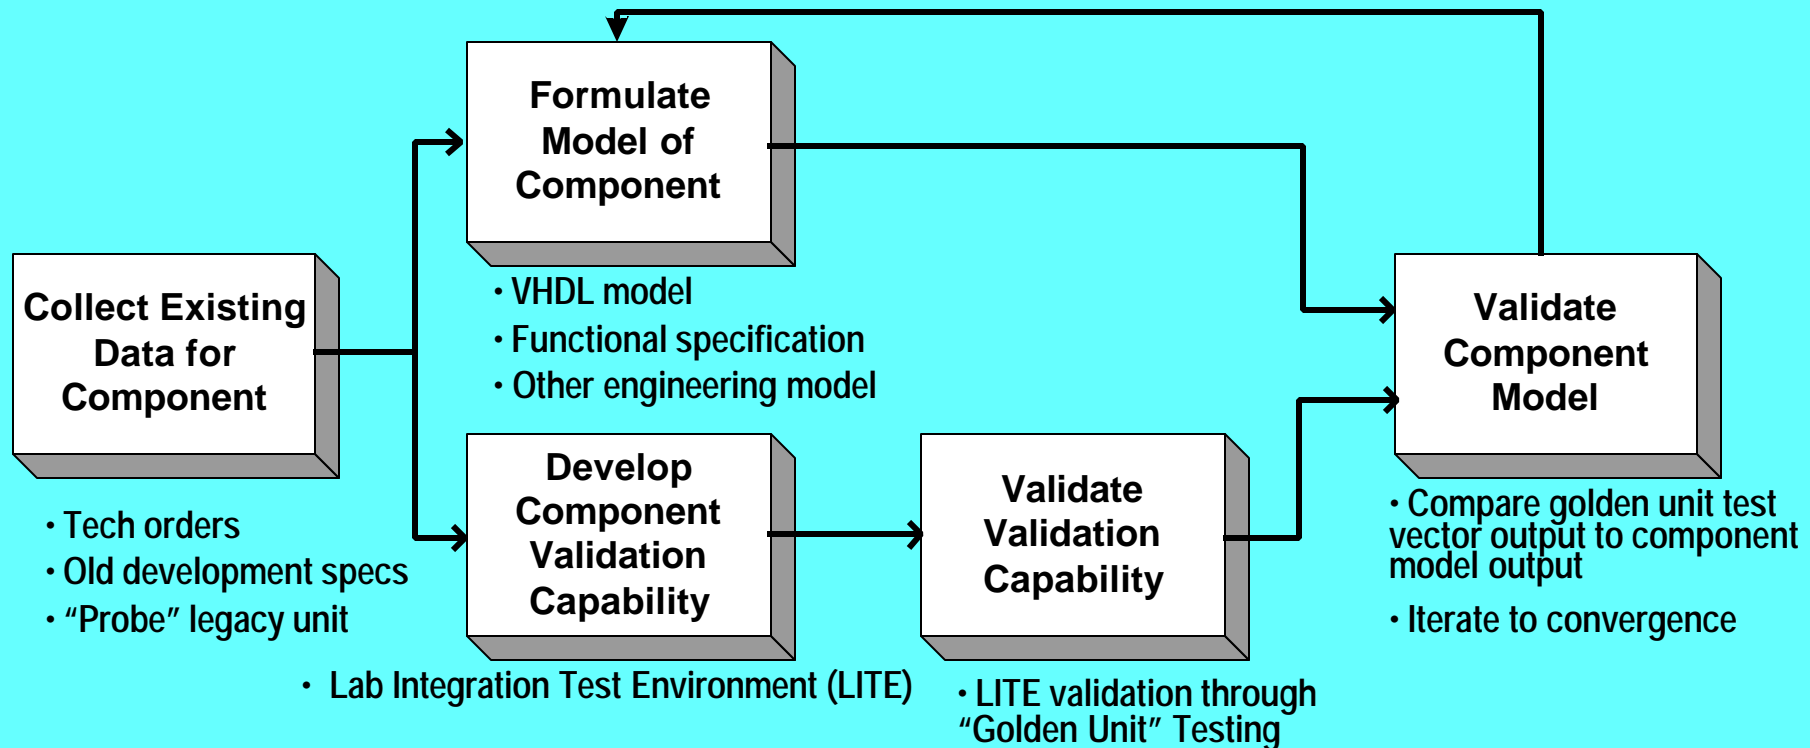 Formulate
Model of
Component
• VHDL model
• Functional specification
• Other engineering model
Collect Existing
Data for
Component
• Tech orders
• Old development specs
• “Probe” legacy unit
Develop
Component
Validation
Capability
• Lab Integration Test Environment (LITE)
Validate
Validation
Capability
• LITE validation through
“Golden Unit” Testing
Validate
Component
Model
• Compare golden unit test
vector output to component
model output
• Iterate to convergence